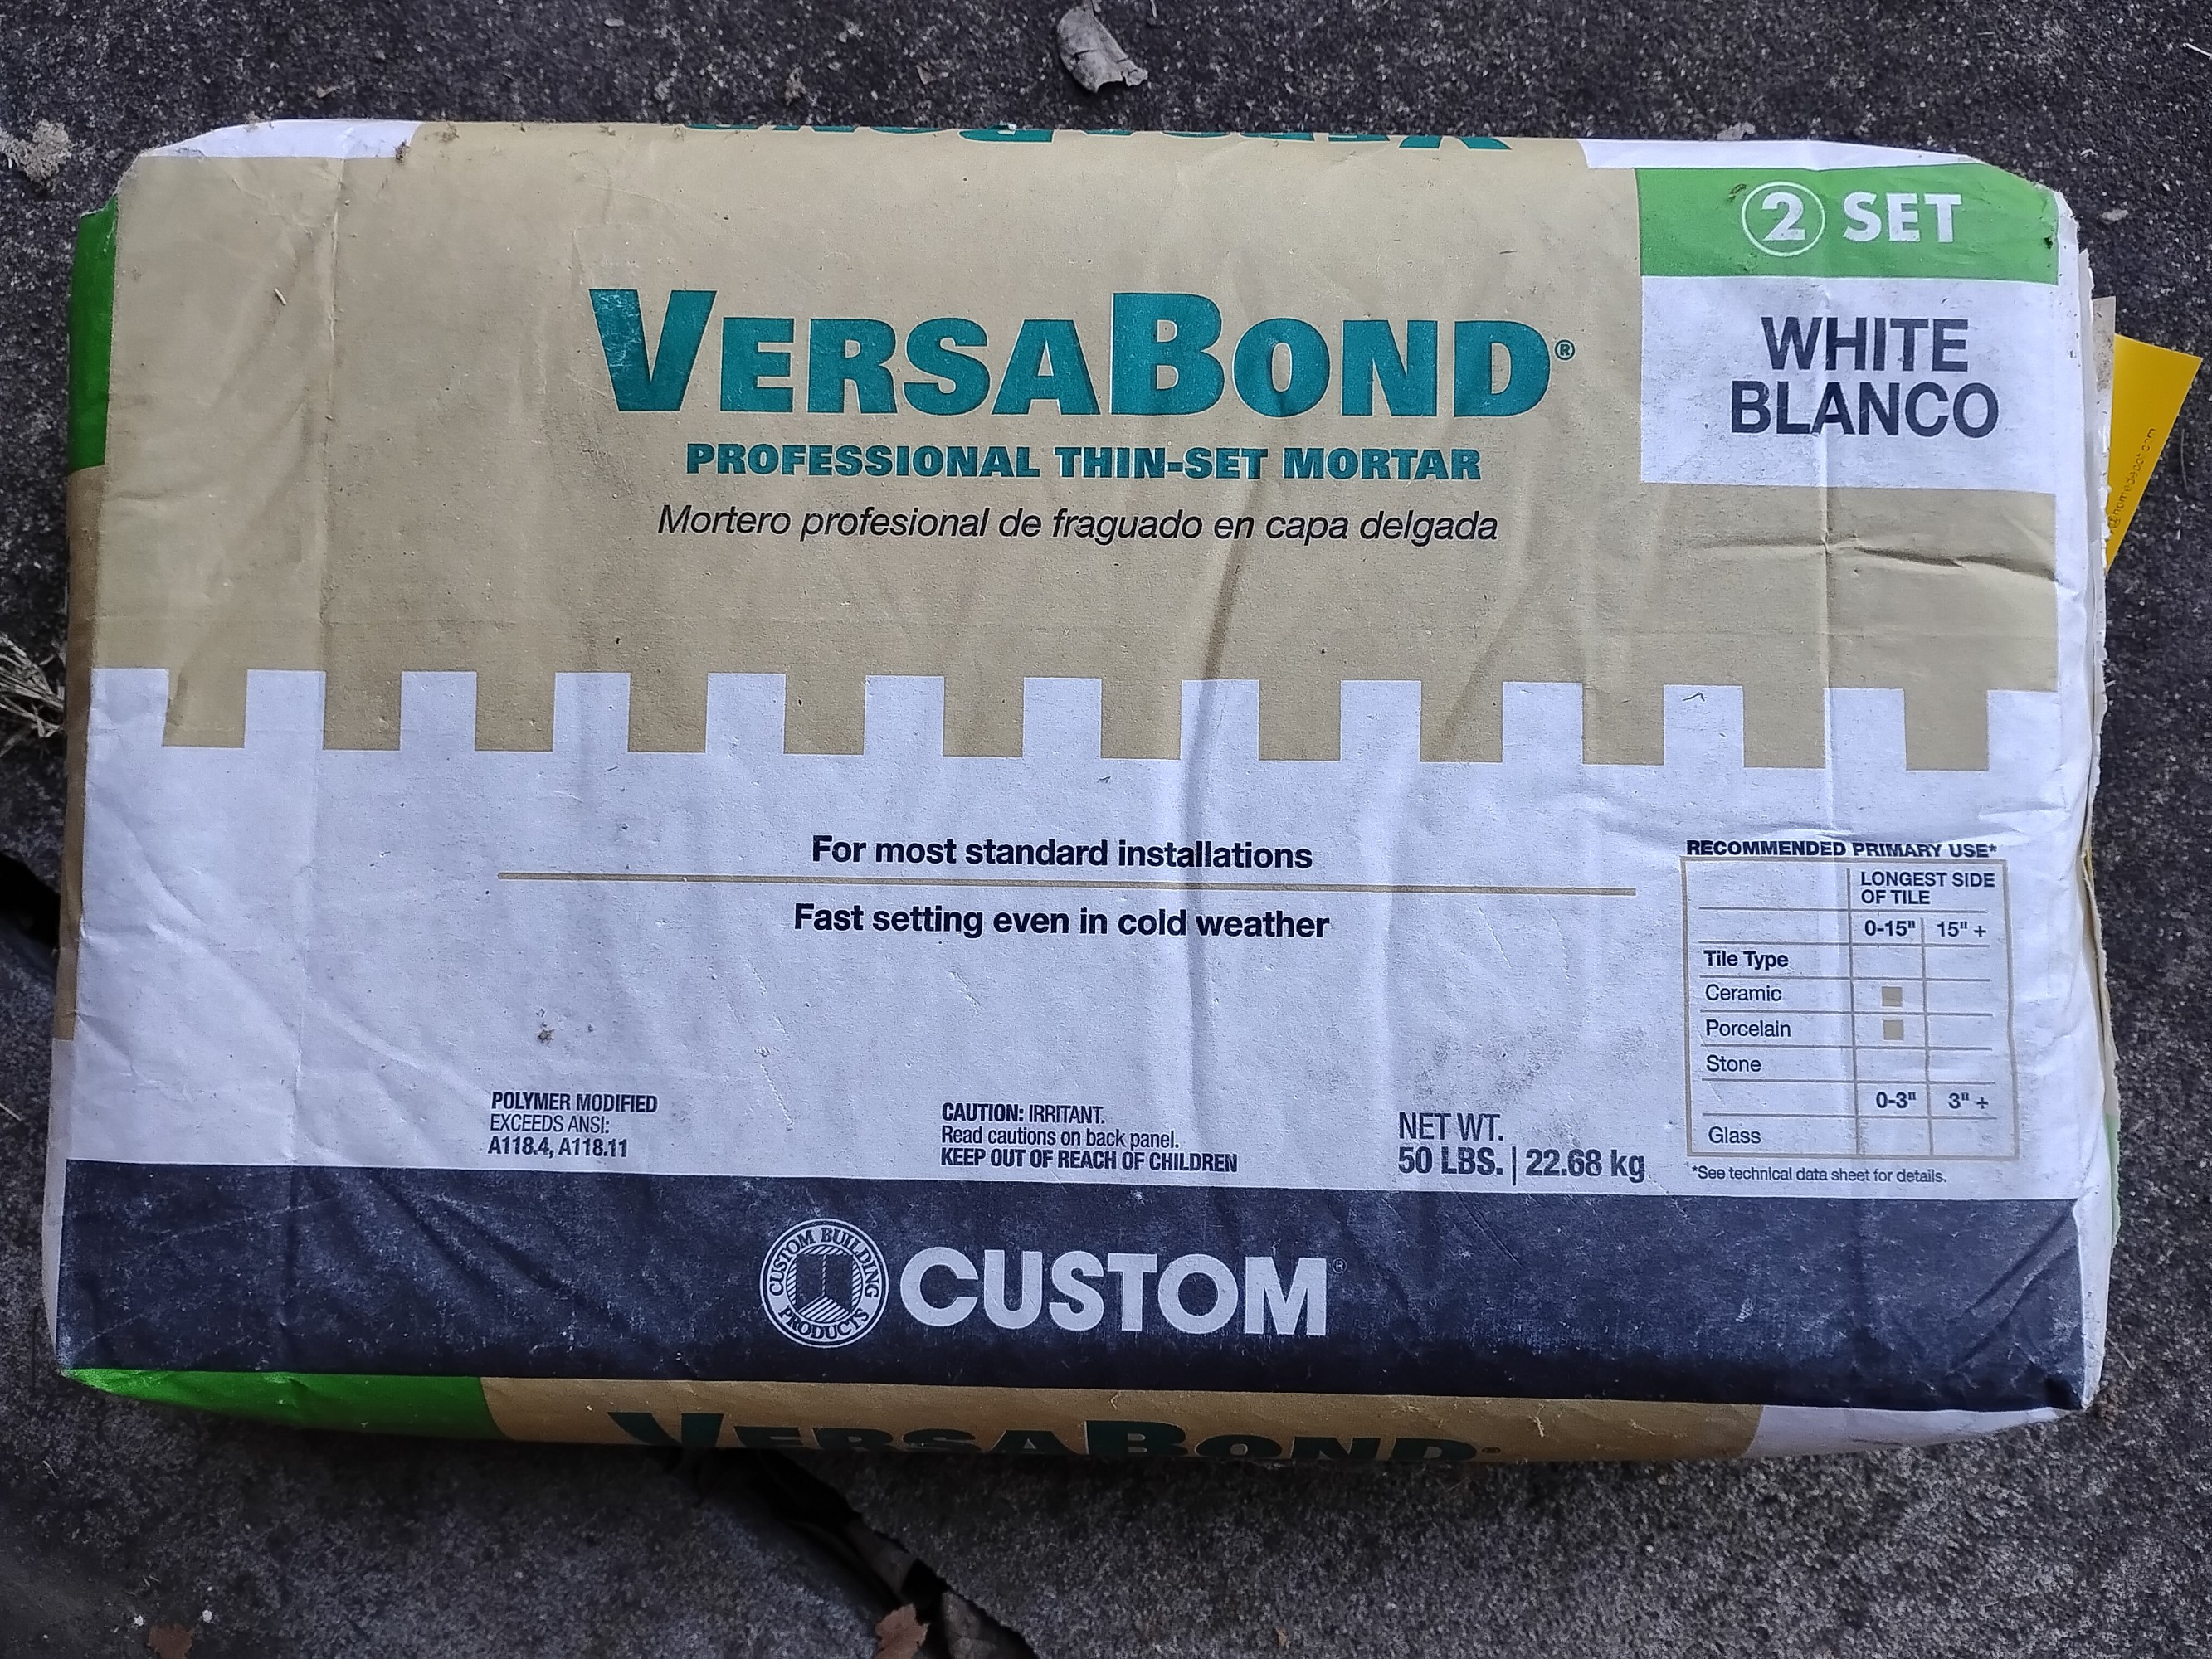 2 SET
WHITE
BLANCO
VERSABOND®
PROFESSIONAL THIN-SET MORTAR
Mortero profesional de fraguado en capa delgada
For most standard installations
Fast setting even in cold weather
RECOMMENDED PRIMARY USE*
LONGEST SIDE
OF TILE
0-15" 15" +
Tile Type
Ceramic
Porcelain
Stone
0-3" 3" +
Glass
*See technical data sheet for details.
POLYMER MODIFIED
EXCEEDS ANSI:
A118.4, A118.11
CAUTION: IRRITANT.
Read cautions on back panel.
KEEP OUT OF REACH OF CHILDREN
NET WT.
50 LBS. | 22.68 kg
CUSTOM BUILDING PRODUCTS
CUSTOM®
VERSABOND